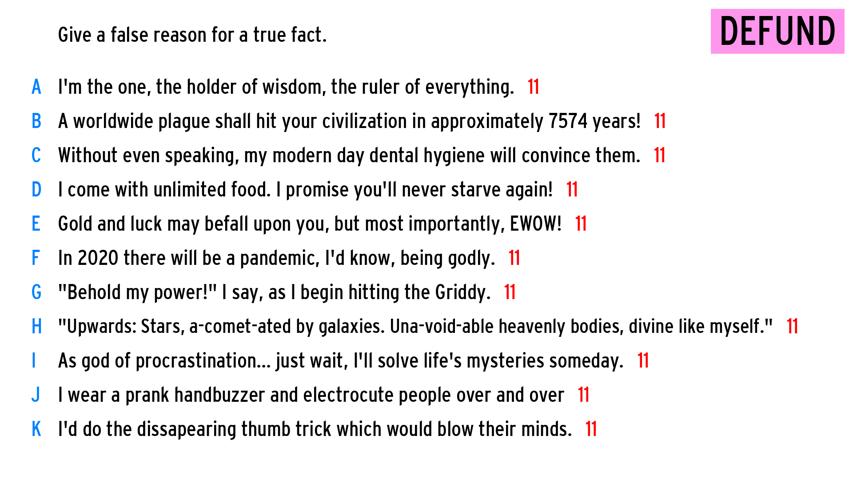 Give a false reason for a true fact.
DEFUND
A I'm the one, the holder of wisdom, the ruler of everything. 11
B A worldwide plague shall hit your civilization in approximately 7574 years! 11
C Without even speaking, my modern day dental hygiene will convince them. 11
D I come with unlimited food. I promise you'll never starve again! 11
E Gold and luck may befall upon you, but most importantly, EWOW! 11
F In 2020 there will be a pandemic, I'd know, being godly. 11
G "Behold my power!" I say, as I begin hitting the Griddy. 11
H "Upwards: Stars, a-comet-ated by galaxies. Una-void-able heavenly bodies, divine like myself." 11
I As god of procrastination... just wait, I'll solve life's mysteries someday. 11
J I wear a prank handbuzzer and electrocute people over and over 11
K I'd do the dissapearing thumb trick which would blow their minds. 11